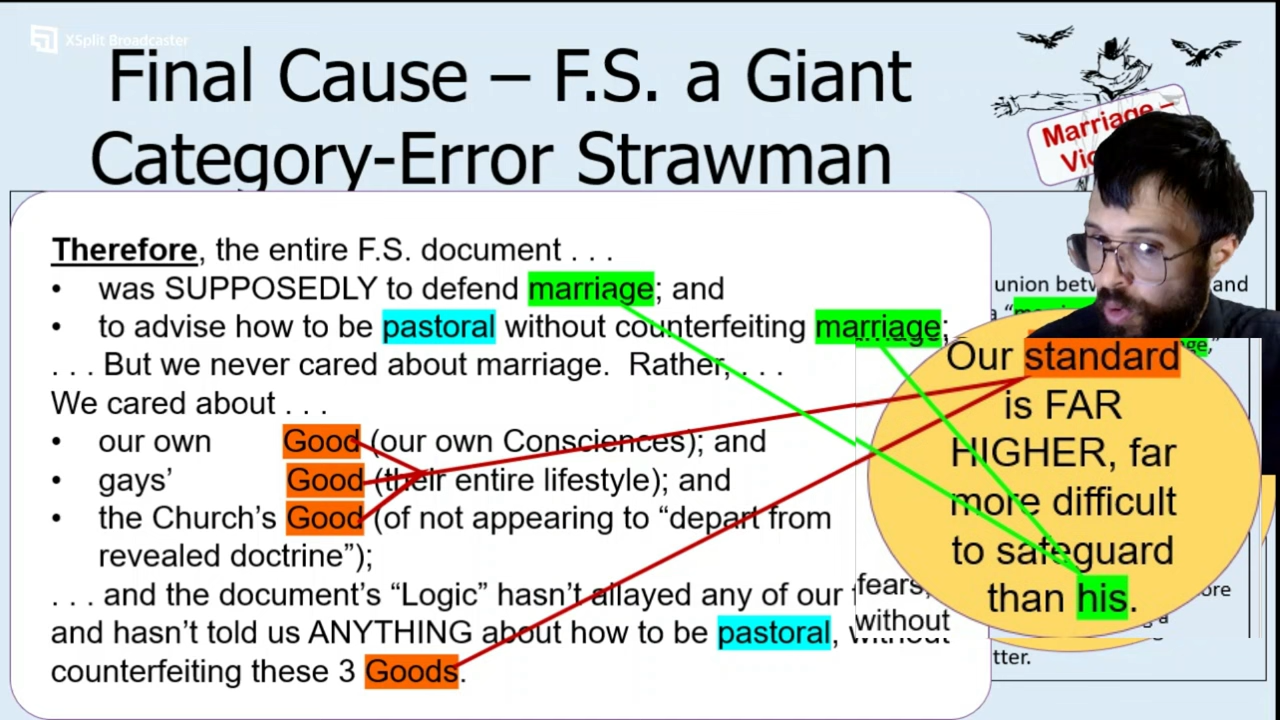 XSplit Broadcaster
Final Cause – F.S. a Giant
Category-Error Strawman
Marriage –
Therefore, the entire F.S. document . . .
• was SUPPOSEDLY to defend marriage; and
• to advise how to be pastoral without counterfeiting marriage;
. . . But we never cared about marriage. Rather, . . .
We cared about . . .
• our own Good (our own Consciences); and
• gays’ Good (their entire lifestyle); and
• the Church’s Good (of not appearing to “depart from
revealed doctrine”);
. . . and the document’s “Logic” hasn’t allayed any of our fears,
and hasn’t told us ANYTHING about how to be pastoral, without
counterfeiting these 3 Goods.
union and
Our standard
is FAR
HIGHER, far
more difficult
to safeguard
than his.